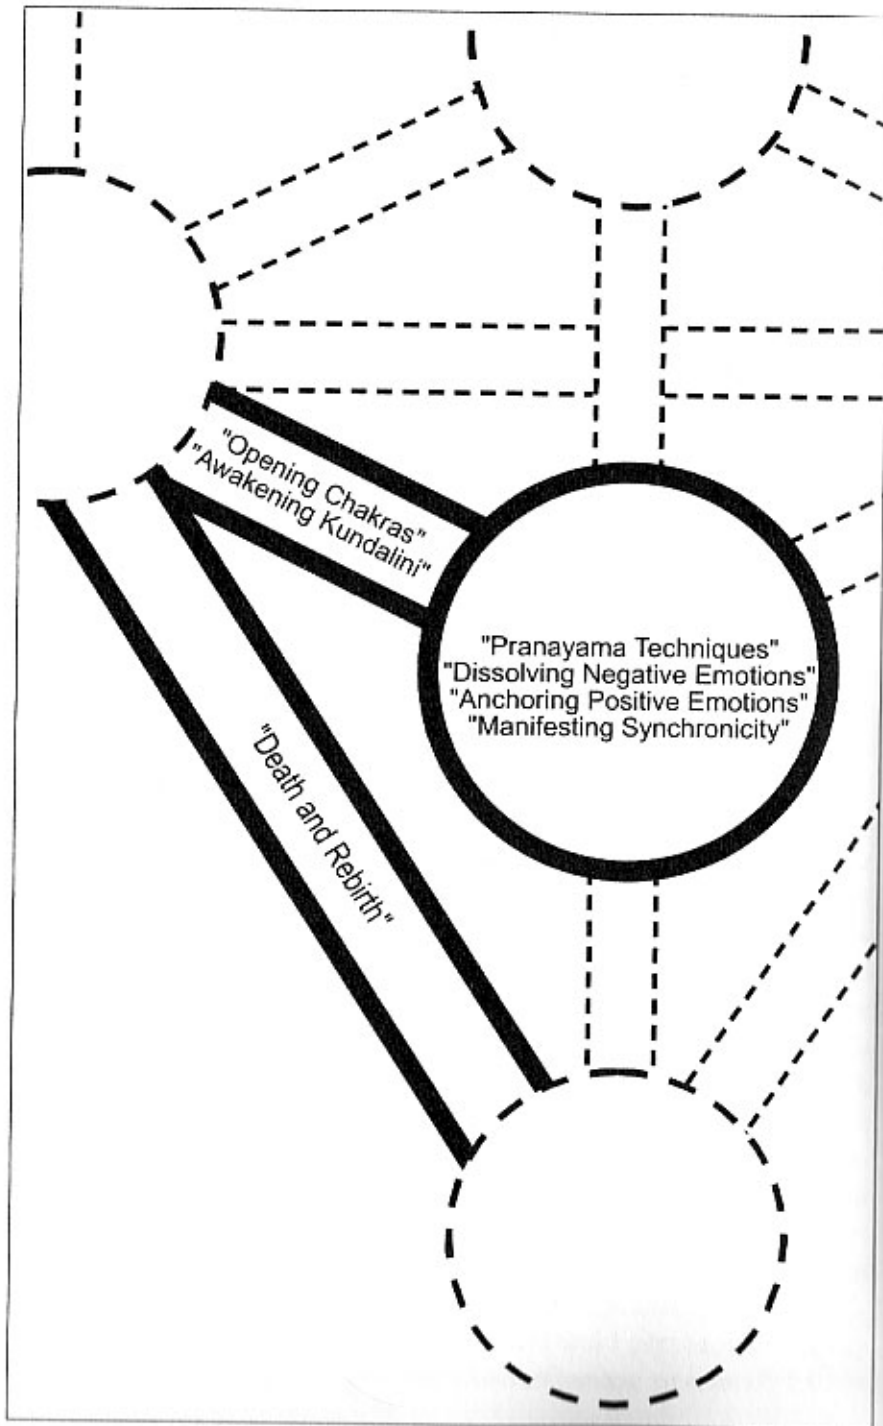 "Opening Chakras"
"Awakening Kundalini"
"Pranayama Techniques"
"Dissolving Negative Emotions"
"Anchoring Positive Emotions"
"Manifesting Synchronicity"
"Death and Rebirth"